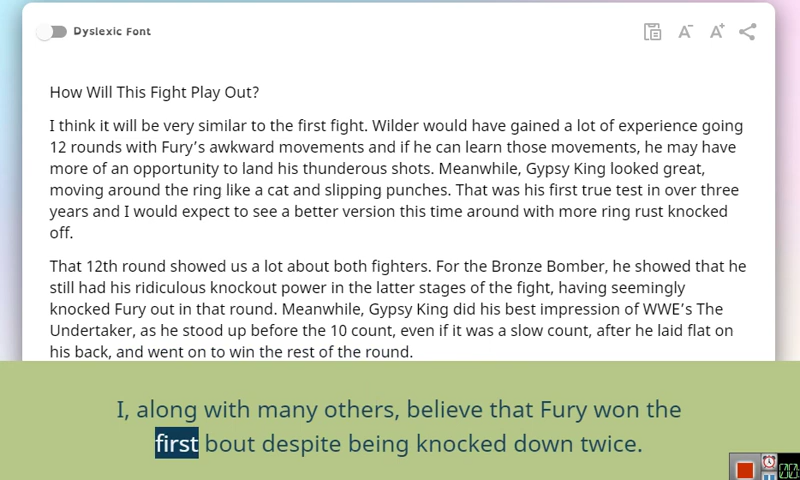 Dyslexic Font
A-
A+
How Will This Fight Play Out?
I think it will be very similar to the first fight. Wilder would have gained a lot of experience going
12 rounds with Fury’s awkward movements and if he can learn those movements, he may have
more of an opportunity to land his thunderous shots. Meanwhile, Gypsy King looked great,
moving around the ring like a cat and slipping punches. That was his first true test in over three
years and I would expect to see a better version this time around with more ring rust knocked
off.
That 12th round showed us a lot about both fighters. For the Bronze Bomber, he showed that he
still had his ridiculous knockout power in the latter stages of the fight, having seemingly
knocked Fury out in that round. Meanwhile, Gypsy King did his best impression of WWE’s The
Undertaker, as he stood up before the 10 count, even if it was a slow count, after he laid flat on
his back, and went on to win the rest of the round.
I, along with many others, believe that Fury won the
first bout despite being knocked down twice.